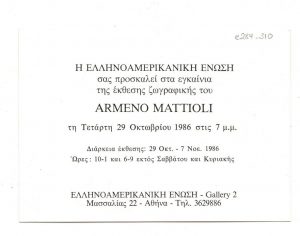 e284.310
Η ΕΛΛΗΝΟΑΜΕΡΙΚΑΝΙΚΗ ΕΝΩΣΗ
σας προσκαλεί στα εγκαίνια
της έκθεσης ζωγραφικής του
ARMENO MATTIOLI
τη Τετάρτη 29 Οκτωβρίου 1986 στις 7 μ.μ.
Διάρκεια έκθεσης: 29 Οκτ. - 7 Νοε. 1986
Ώρες: 10-1 και 6-9 εκτός Σαββάτου και Κυριακής
ΕΛΛΗΝΟΑΜΕΡΙΚΑΝΙΚΗ ΕΝΩΣΗ - Gallery 2
Μασσαλίας 22 - Αθήνα - Τηλ. 3629886